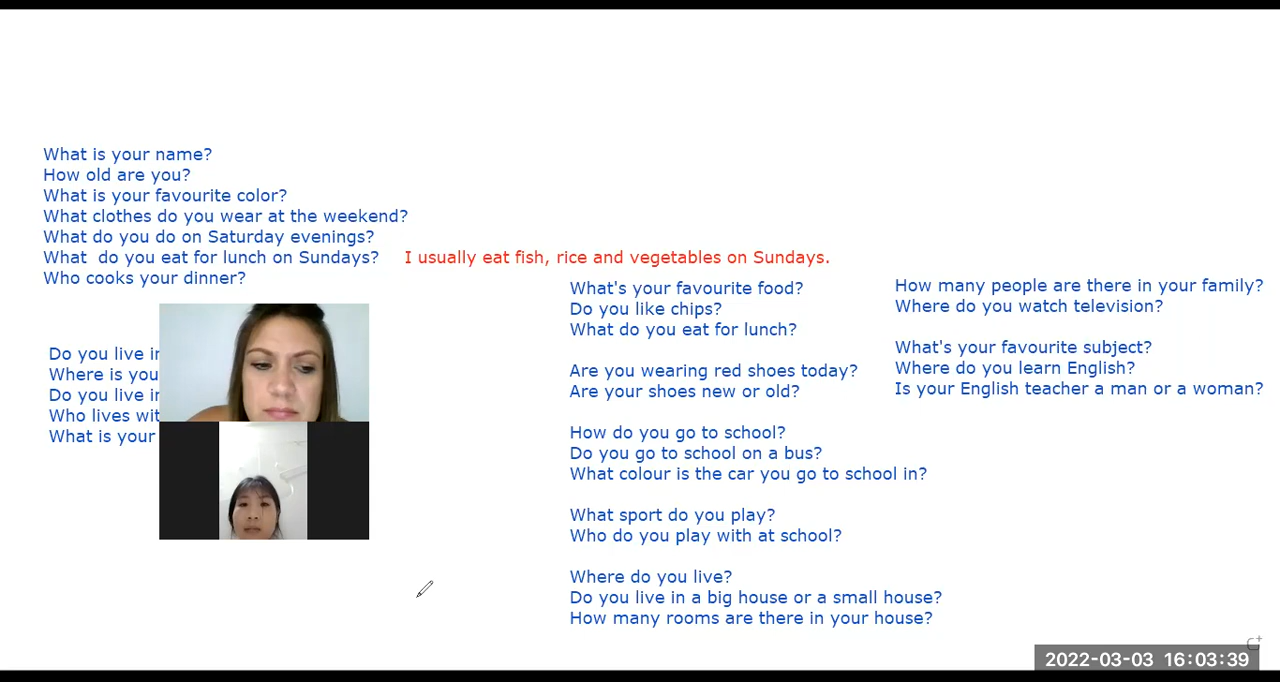 What is your name?
How old are you?
What is your favourite color?
What clothes do you wear at the weekend?
What do you do on Saturday evenings?
What  do you eat for lunch on Sundays? I usually eat fish, rice and vegetables on Sundays.
Who cooks your dinner?
Do you live
Where is you
Do you live
Who lives
What is your
What's your favourite food?
Do you like chips?
What do you eat for lunch?
Are you wearing red shoes today?
Are your shoes new or old?
How do you go to school?
Do you go to school on a bus?
What colour is the car you go to school in?
What sport do you play?
Who do you play with at school?
Where do you live?
Do you live in a big house or a small house?
How many rooms are there in your house?
How many people are there in your family?
Where do you watch television?
What's your favourite subject?
Where do you learn English?
Is your English teacher a man or a woman?
2022-03-03 16:03:39